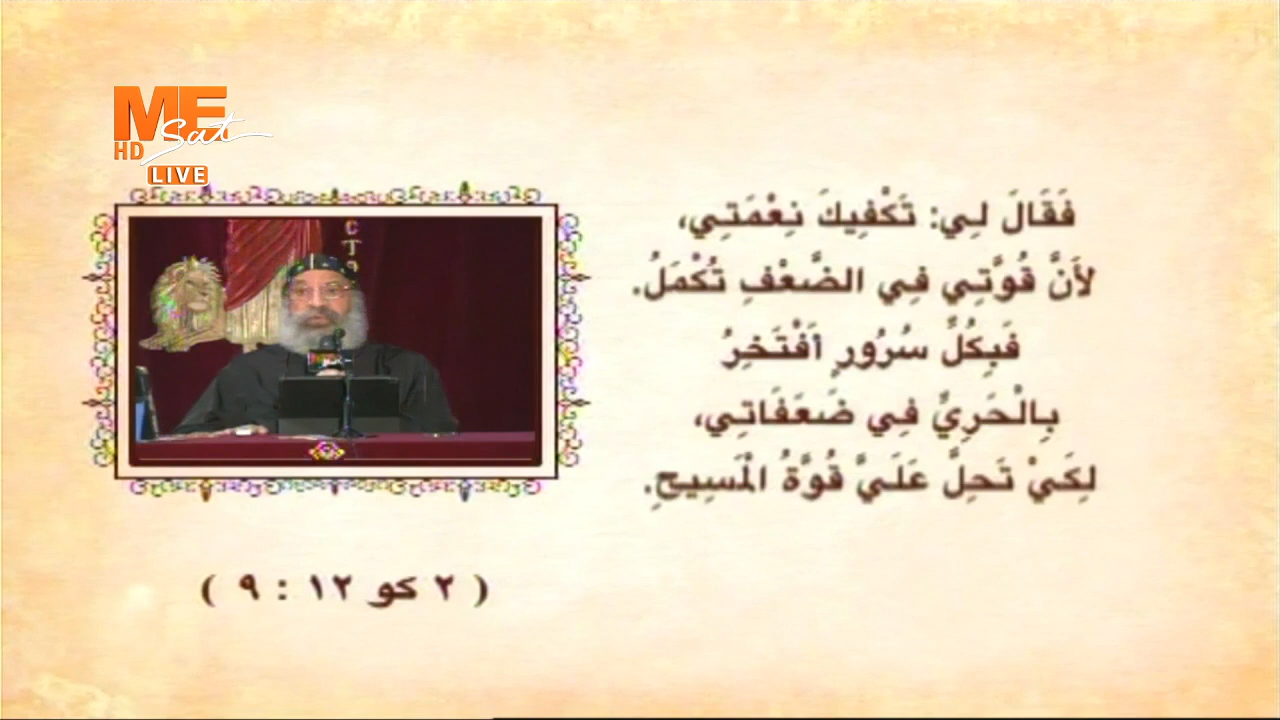 ME
Sat
HD
LIVE
فَقَالَ لِي: تَكْفِيكَ نِعْمَتِي،
لأَنَّ قُوَّتِي فِي الضَّعْفِ تُكْمَلُ.
فَبِكُلِّ سُرُورٍ أَفْتَخِرُ
بِالْحَرِيِّ فِي ضَعَفَاتِي،
لِكَيْ تَحِلَّ عَلَيَّ قُوَّةُ الْمَسِيحِ.
( ٢ كو ١٢ : ٩ )